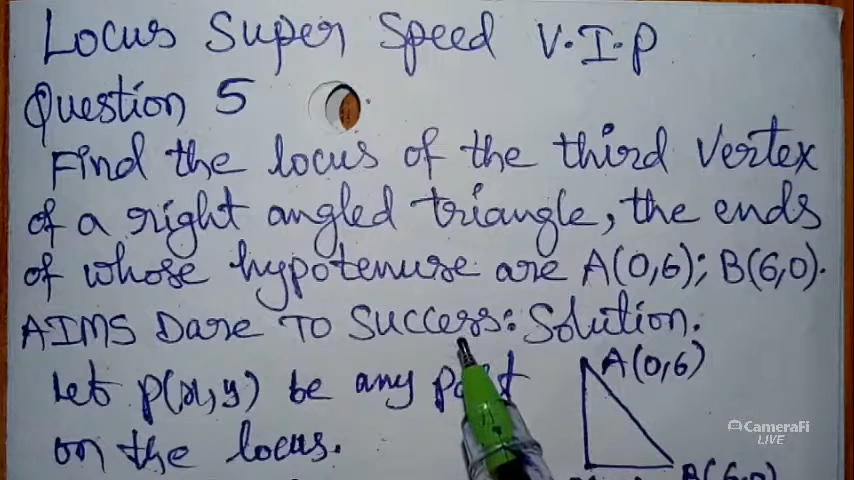 Locus Super Speed V.I.P
Question 5
Find the locus of the third Vertex
of a right angled triangle, the ends
of whose hypotenuse are A(0,6); B(6,0).
AIMS Dare To Success: Solution.
Let p(x,y) be any
on the locus.
A(0,6)
B(6,0)
CameraFi
LIVE